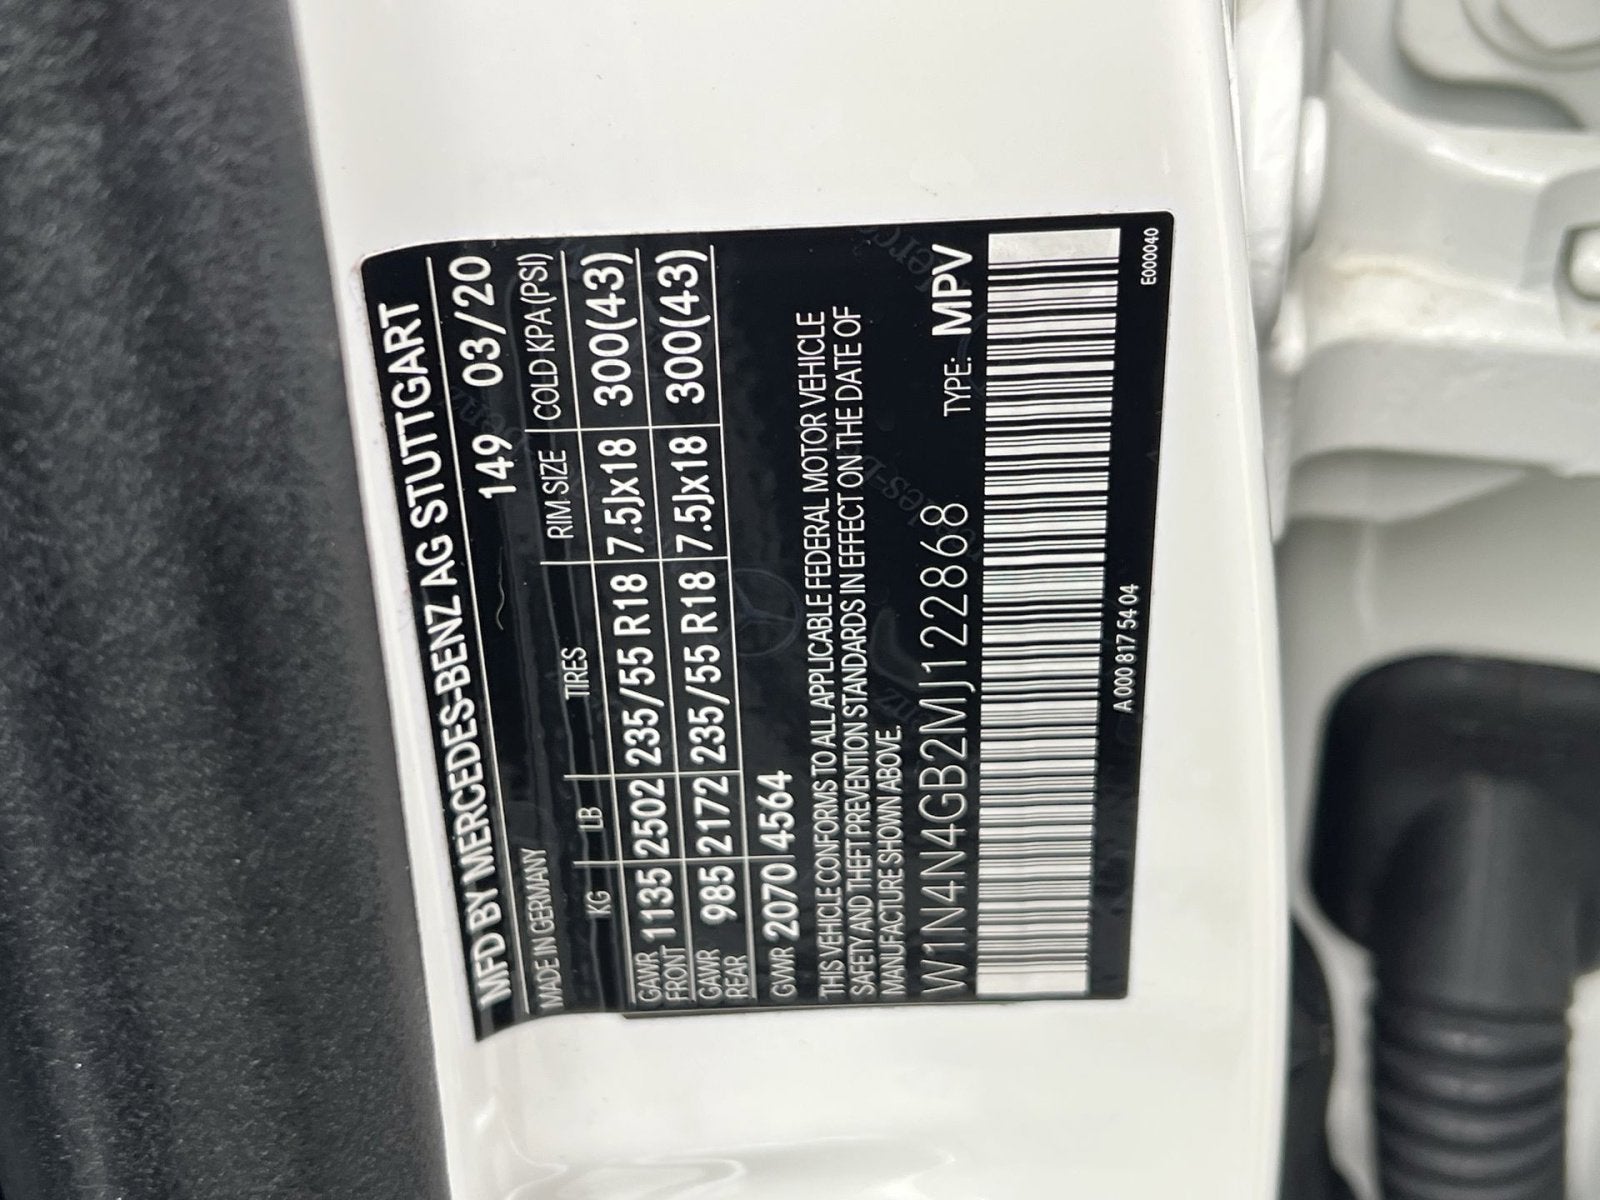 MFD BY MERCEDES-BENZ AG STUTTGART
MADE IN GERMANY 149 03/20
KG LB TIRES RIM SIZE COLD KPA (PSI)
GAWR FRONT 1135 2502 235/55 R18 7.5Jx18 300(43)
GAWR REAR 985 2172 235/55 R18 7.5Jx18 300(43)
GWR 2070 4564
THIS VEHICLE CONFORMS TO ALL APPLICABLE FEDERAL MOTOR VEHICLE
SAFETY AND THEFT PREVENTION STANDARDS IN EFFECT ON THE DATE OF
MANUFACTURE SHOWN ABOVE.
W1N4N4GB2MJ122868 TYPE: MPV
A 000 817 54 04 E000040